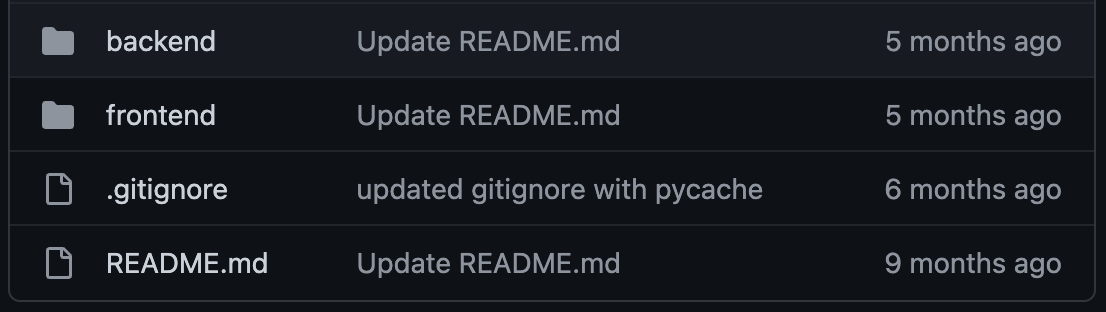 backend Update README.md 5 months ago
frontend Update README.md 5 months ago
.gitignore updated gitignore with pycache 6 months ago
README.md Update README.md 9 months ago